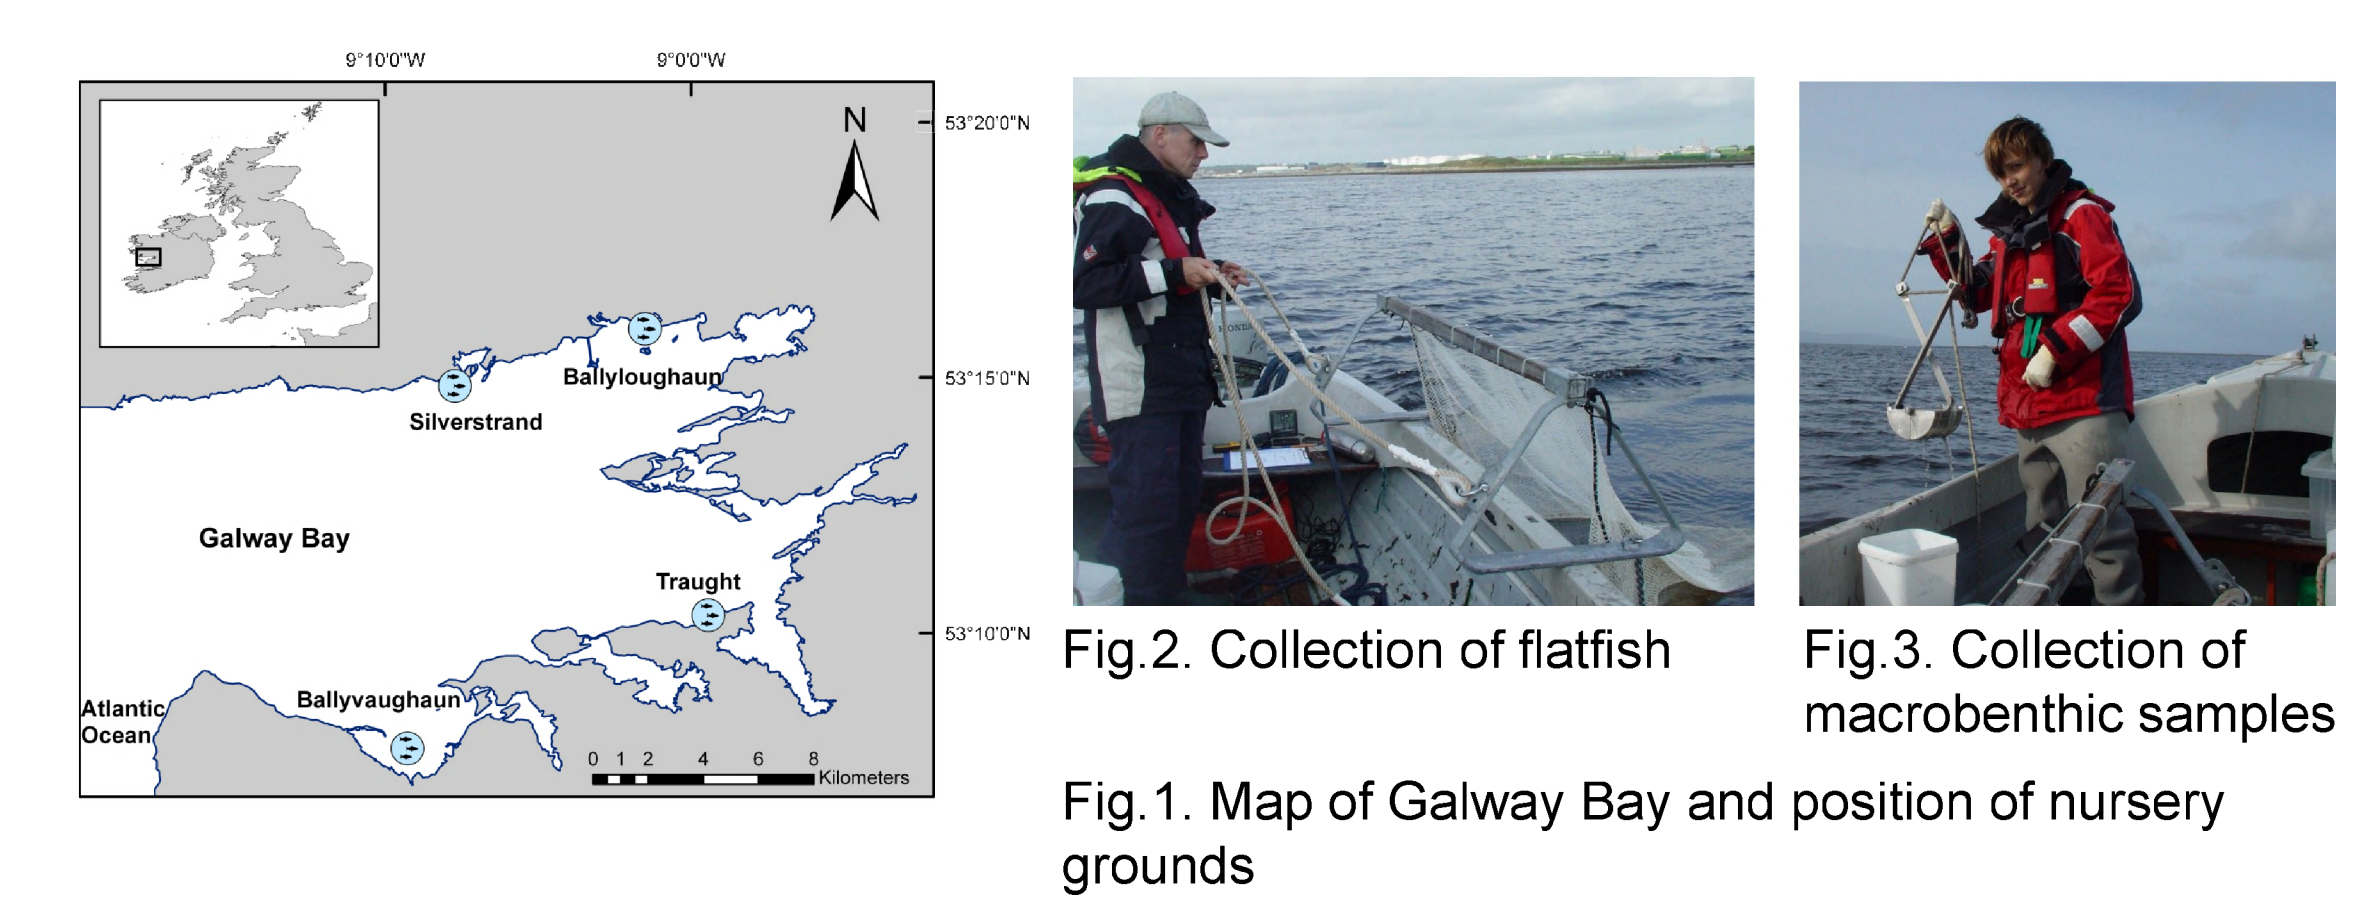 9°10'0"W
9°0'0"W
N
53°20'0"N
53°15'0"N
53°10'0"N
Ballyloughaun
Silverstrand
Galway Bay
Traught
Ballyvaughaun
Atlantic
Ocean
0 1 2 4 6 8
Kilometers
HONDA
Fig.2. Collection of flatfish
Fig.3. Collection of
macrobenthic samples
Fig.1. Map of Galway Bay and position of nursery
grounds